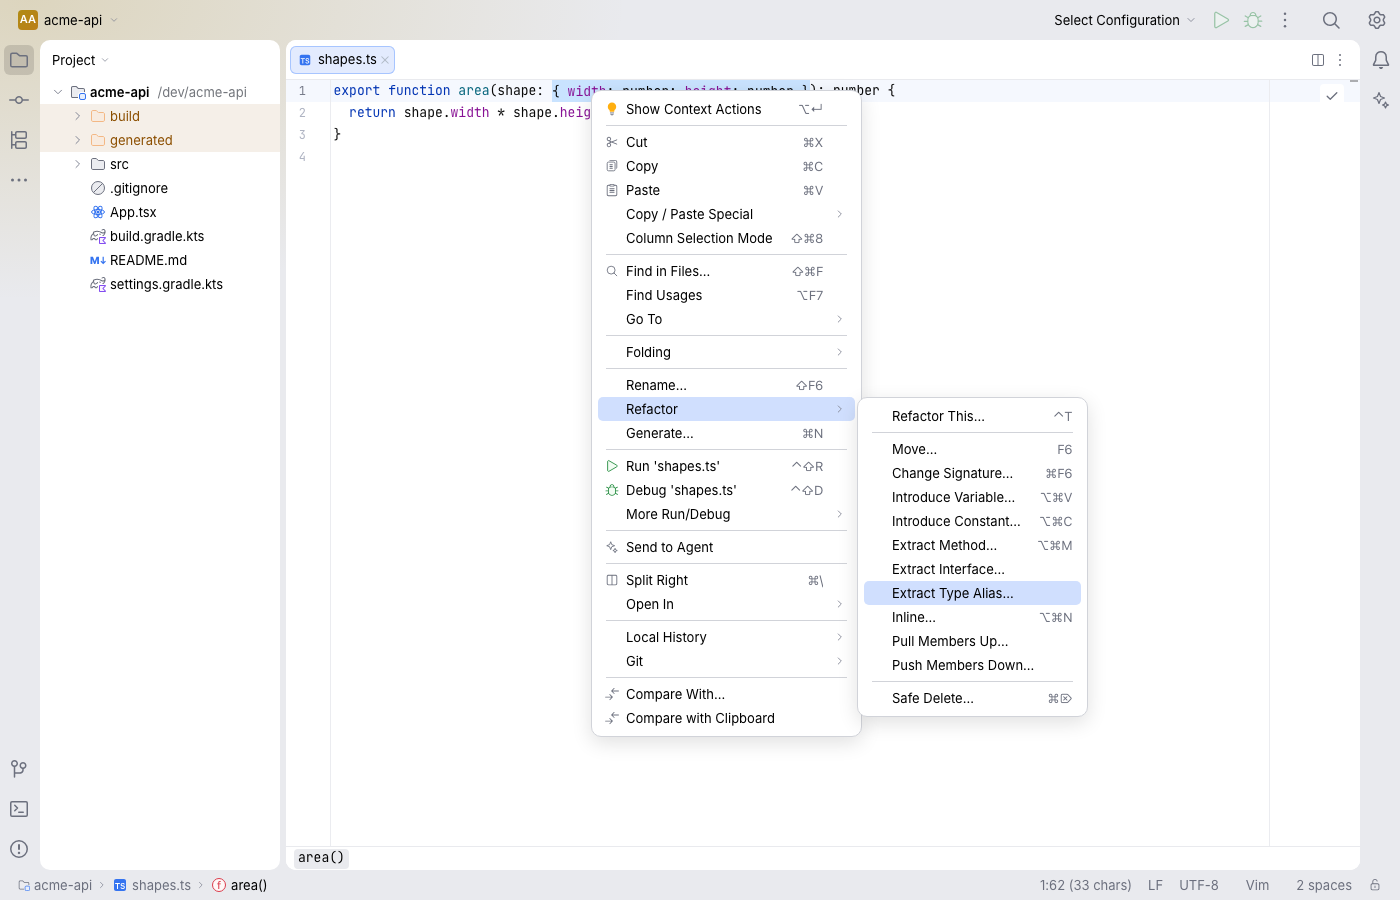 AA acme-api
Select Configuration
Project
acme-api /dev/acme-api
build
generated
src
.gitignore
App.tsx
build.gradle.kts
README.md
settings.gradle.kts
TS shapes.ts
1 export function area(shape: { width: number; height: number }): number {
2 return shape.width * shape.heig
3 }
4
Show Context Actions ⌥↩
Cut ⌘X
Copy ⌘C
Paste ⌘V
Copy / Paste Special
Column Selection Mode ⇧⌘8
Find in Files... ⇧⌘F
Find Usages ⌥F7
Go To
Folding
Rename... ⇧F6
Refactor
Generate... ⌘N
Run 'shapes.ts' ^⇧R
Debug 'shapes.ts' ^⇧D
More Run/Debug
Send to Agent
Split Right ⌘\
Open In
Local History
Git
Compare With...
Compare with Clipboard
Refactor This... ^T
Move... F6
Change Signature... ⌘F6
Introduce Variable... ⌥⌘V
Introduce Constant... ⌥⌘C
Extract Method... ⌥⌘M
Extract Interface...
Extract Type Alias...
Inline... ⌥⌘N
Pull Members Up...
Push Members Down...
Safe Delete... ⌘⌦
area()
acme-api TS shapes.ts f area()
1:62 (33 chars) LF UTF-8 Vim 2 spaces